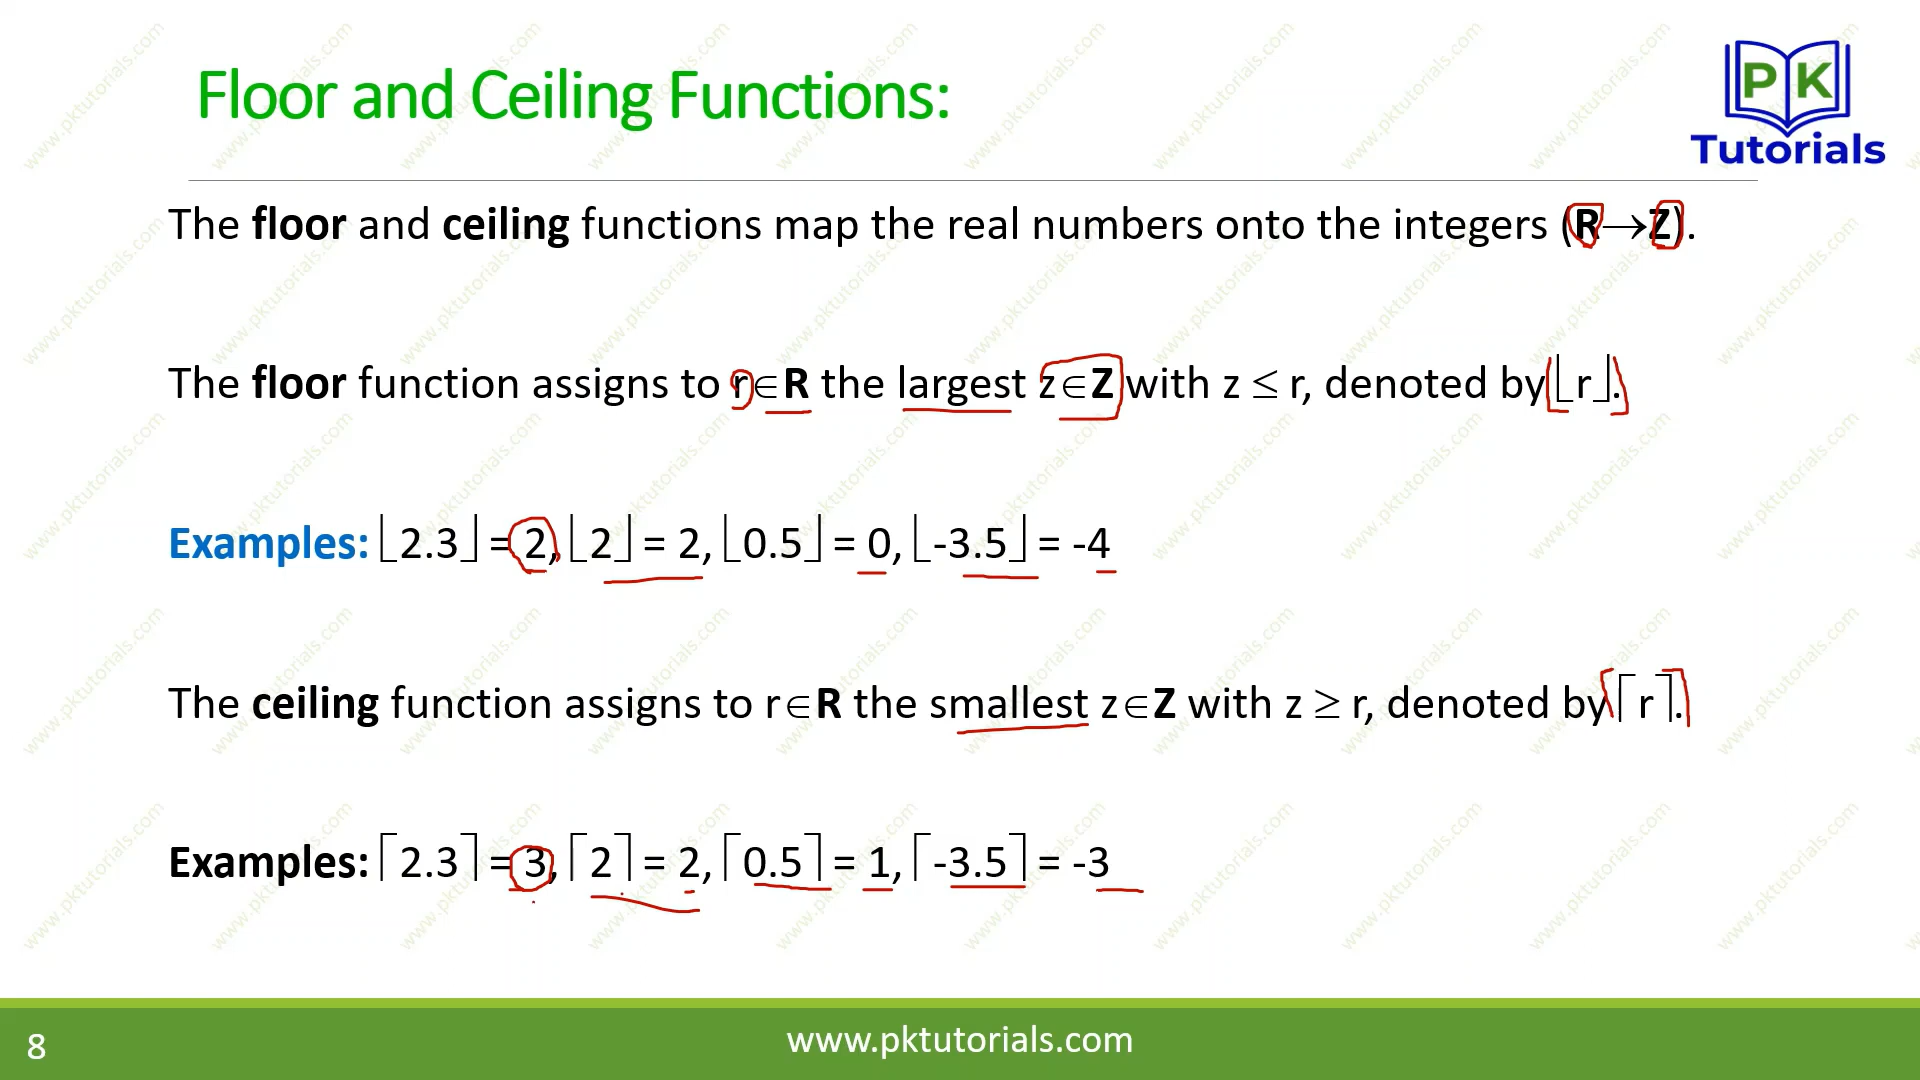 Floor and Ceiling Functions:
PK
Tutorials
The floor and ceiling functions map the real numbers onto the integers (R→Z).
The floor function assigns to r∈R the largest z∈Z with z ≤ r, denoted by ⌊r⌋.
Examples: ⌊2.3⌋ = 2, ⌊2⌋ = 2, ⌊0.5⌋ = 0, ⌊-3.5⌋ = -4
The ceiling function assigns to r∈R the smallest z∈Z with z ≥ r, denoted by ⌈r⌉.
Examples: ⌈2.3⌉ = 3, ⌈2⌉ = 2, ⌈0.5⌉ = 1, ⌈-3.5⌉ = -3
8
www.pktutorials.com